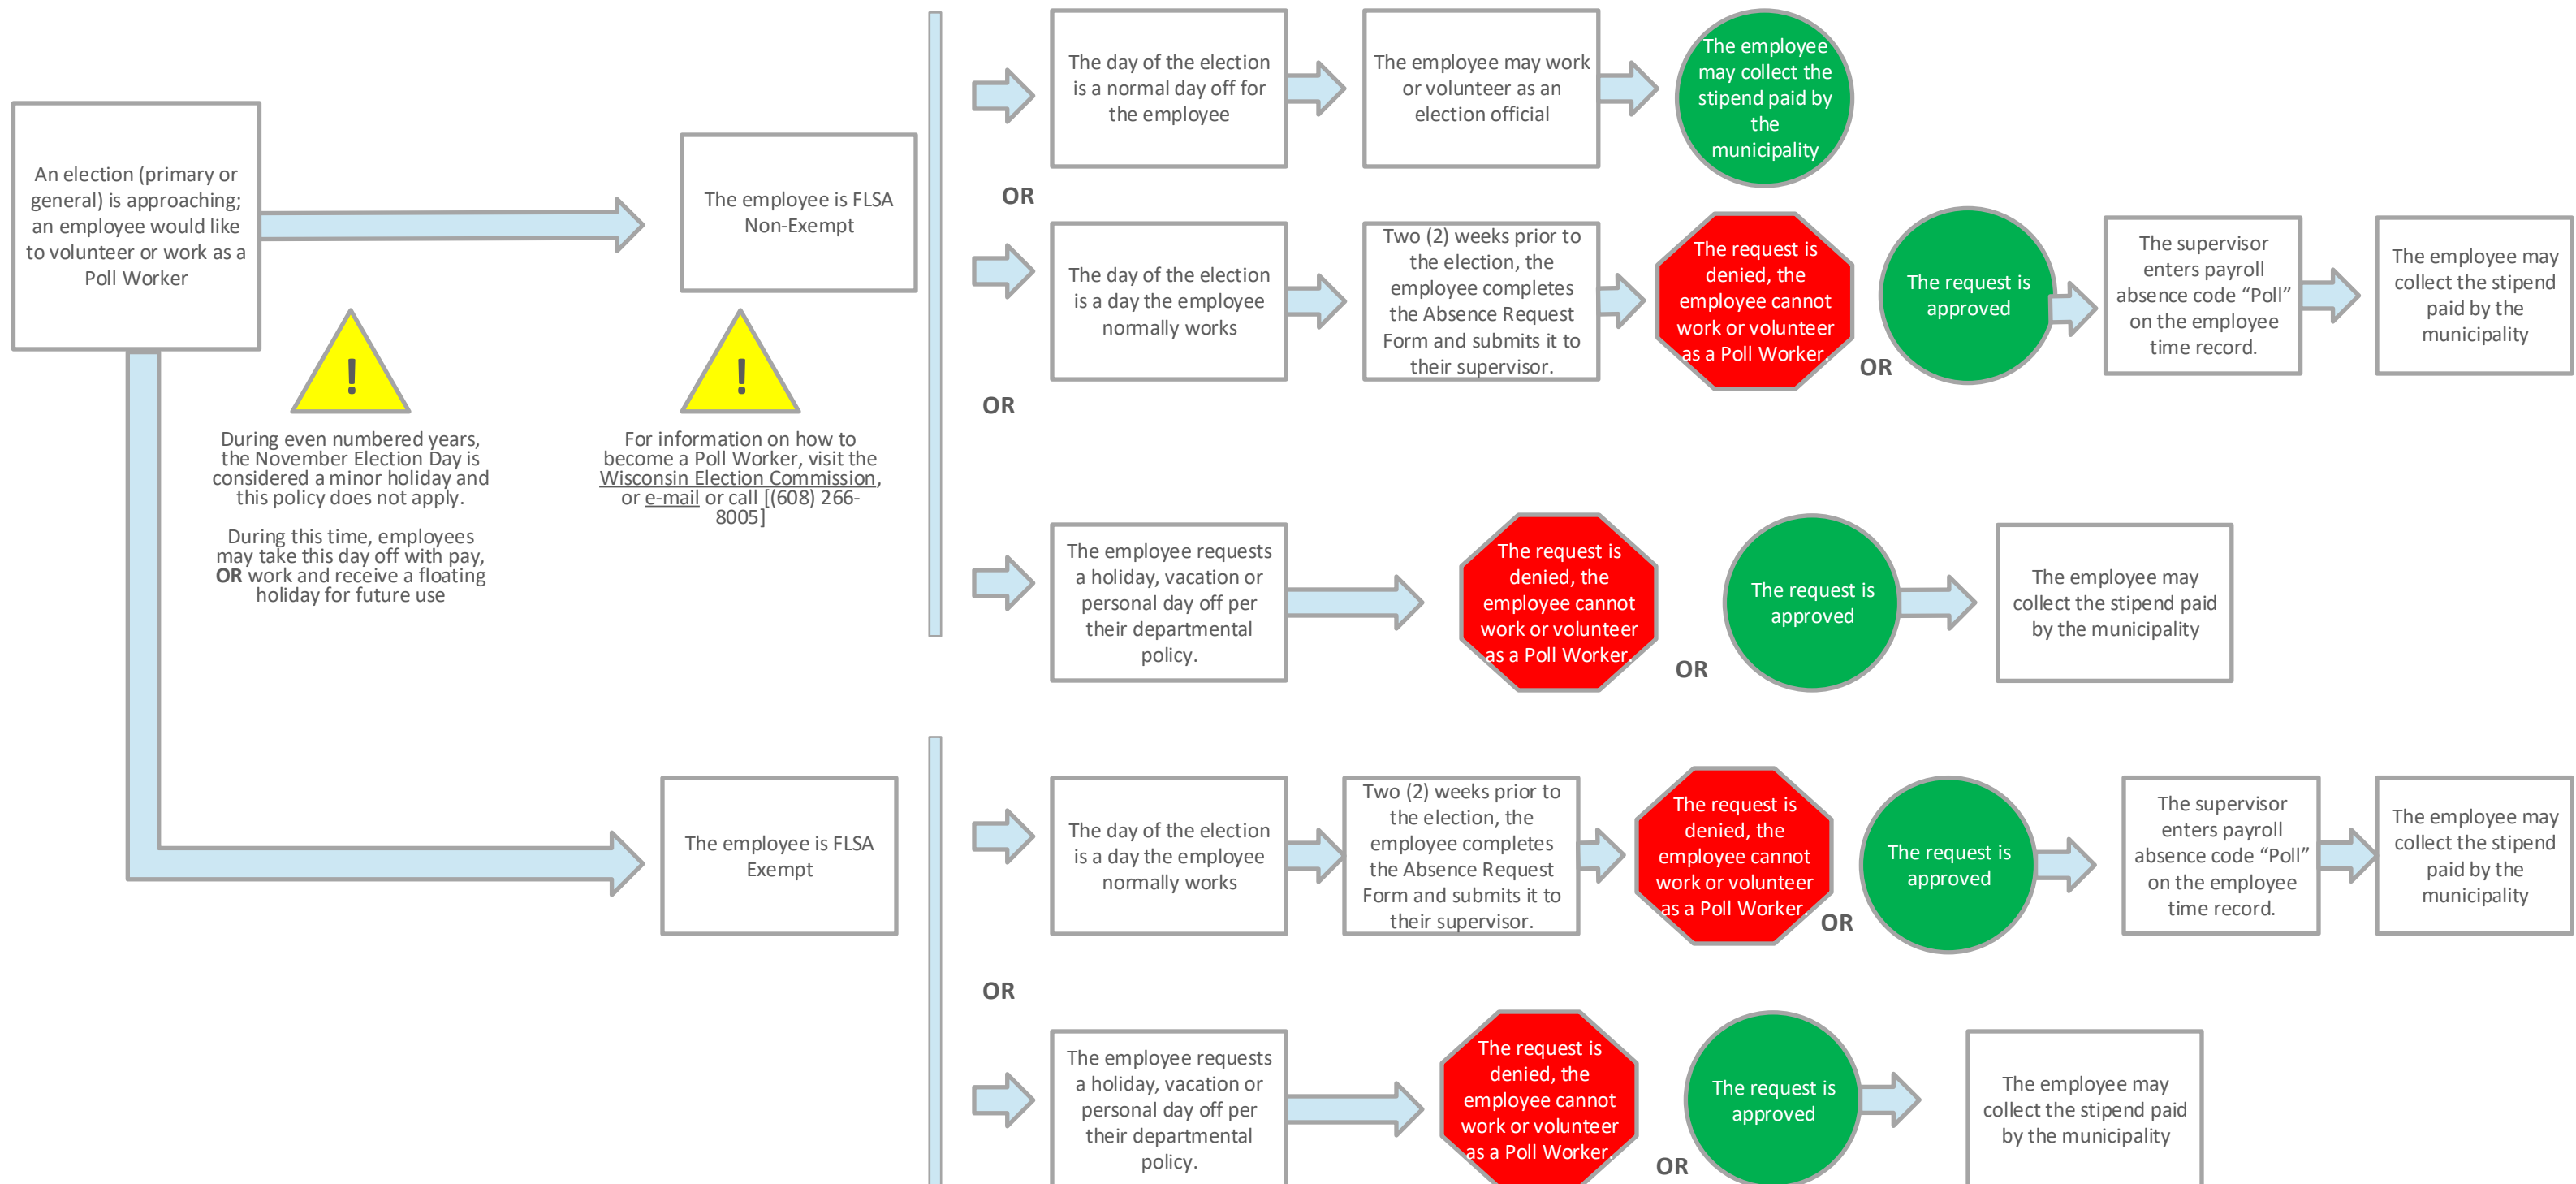 An election (primary or
general) is approaching;
an employee would like
to volunteer or work as a
Poll Worker
!
During even numbered years,
the November Election Day is
considered a minor holiday and
this policy does not apply.
During this time, employees
may take this day off with pay,
OR work and receive a floating
holiday for future use
The employee is FLSA
Non-Exempt
!
For information on how to
become a Poll Worker, visit the
Wisconsin Election Commission,
or e-mail or call [(608) 266-
8005]
The day of the election
is a normal day off for
the employee
The employee may work
or volunteer as an
election official
The employee
may collect the
stipend paid by
the
municipality
OR
The day of the election
is a day the employee
normally works
Two (2) weeks prior to
the election, the
employee completes
the Absence Request
Form and submits it to
their supervisor.
The request is
denied, the
employee cannot
work or volunteer
as a Poll Worker.
OR
The request is
approved
The supervisor
enters payroll
absence code “Poll”
on the employee
time record.
The employee may
collect the stipend
paid by the
municipality
OR
The employee requests
a holiday, vacation or
personal day off per
their departmental
policy.
The request is
denied, the
employee cannot
work or volunteer
as a Poll Worker.
OR
The request is
approved
The employee may
collect the stipend paid
by the municipality
The employee is FLSA
Exempt
The day of the election
is a day the employee
normally works
Two (2) weeks prior to
the election, the
employee completes
the Absence Request
Form and submits it to
their supervisor.
The request is
denied, the
employee cannot
work or volunteer
as a Poll Worker.
OR
The request is
approved
The supervisor
enters payroll
absence code “Poll”
on the employee
time record.
The employee may
collect the stipend
paid by the
municipality
OR
The employee requests
a holiday, vacation or
personal day off per
their departmental
policy.
The request is
denied, the
employee cannot
work or volunteer
as a Poll Worker.
OR
The request is
approved
The employee may
collect the stipend paid
by the municipality